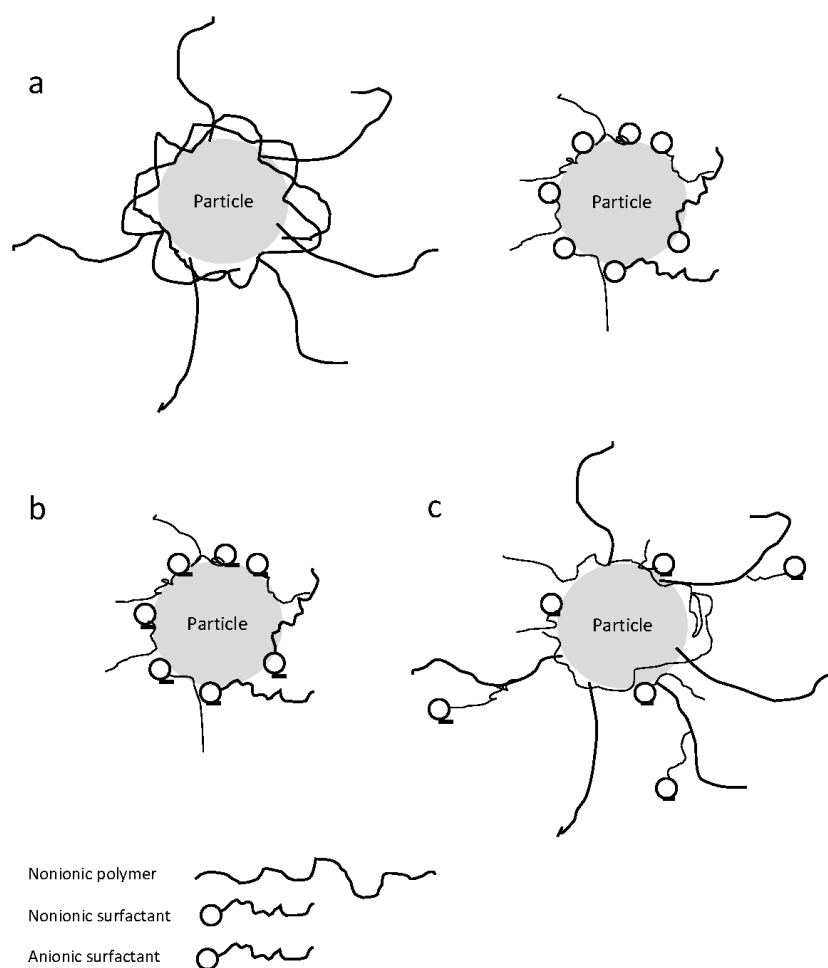 a
Particle
Particle
b
c
Particle
Particle
Nonionic polymer
Nonionic surfactant
Anionic surfactant